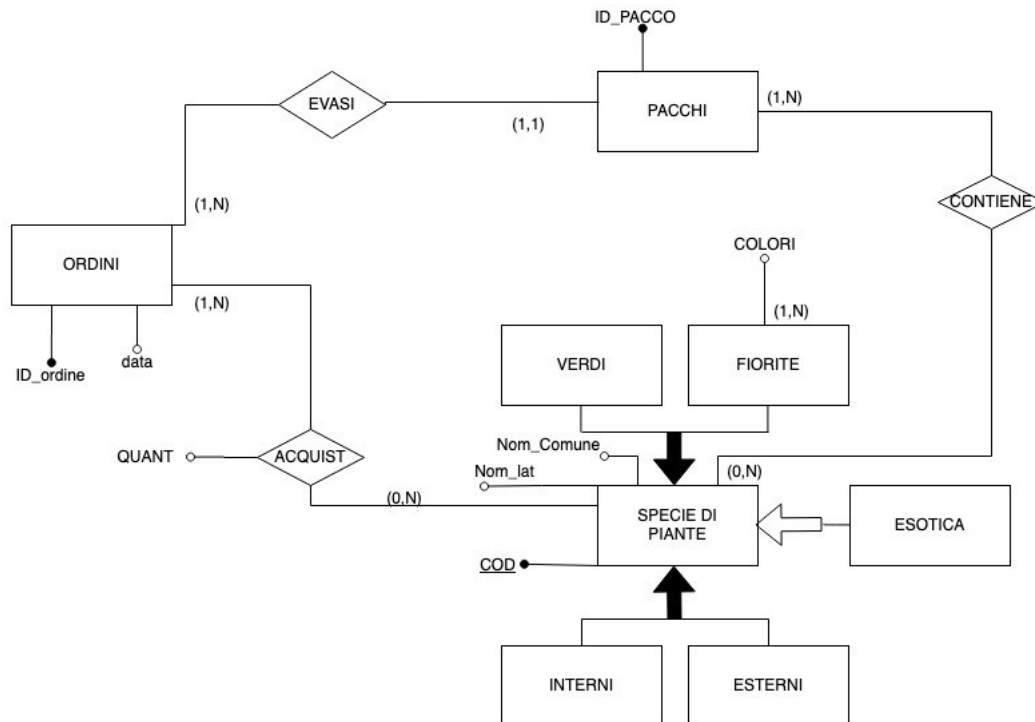 ID_PACCO
EVASI
PACCHI
(1,N)
(1,1)
CONTIENE
(1,N)
ORDINI
COLORI
(1,N)
(1,N)
ID_ordine
data
VERDI
FIORITE
QUANT
ACQUIST
Nom_Comune
Nom_lat
(0,N)
(0,N)
SPECIE DI
PIANTE
ESOTICA
COD
INTERNI
ESTERNI